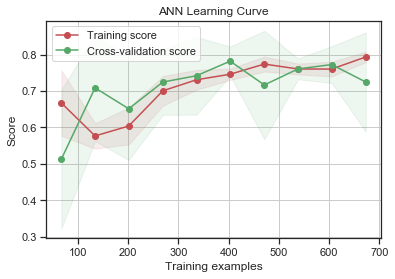 ANN Learning Curve
Training score
Cross-validation score
0.8
0.7
0.6
0.5
0.4
0.3
Score
100 200 300 400 500 600 700
Training examples